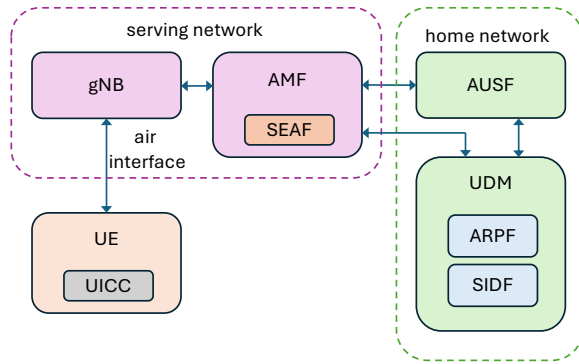 serving network
home network
gNB
AMF
AUSF
SEAF
air
interface
UDM
UE
ARPF
UICC
SIDF